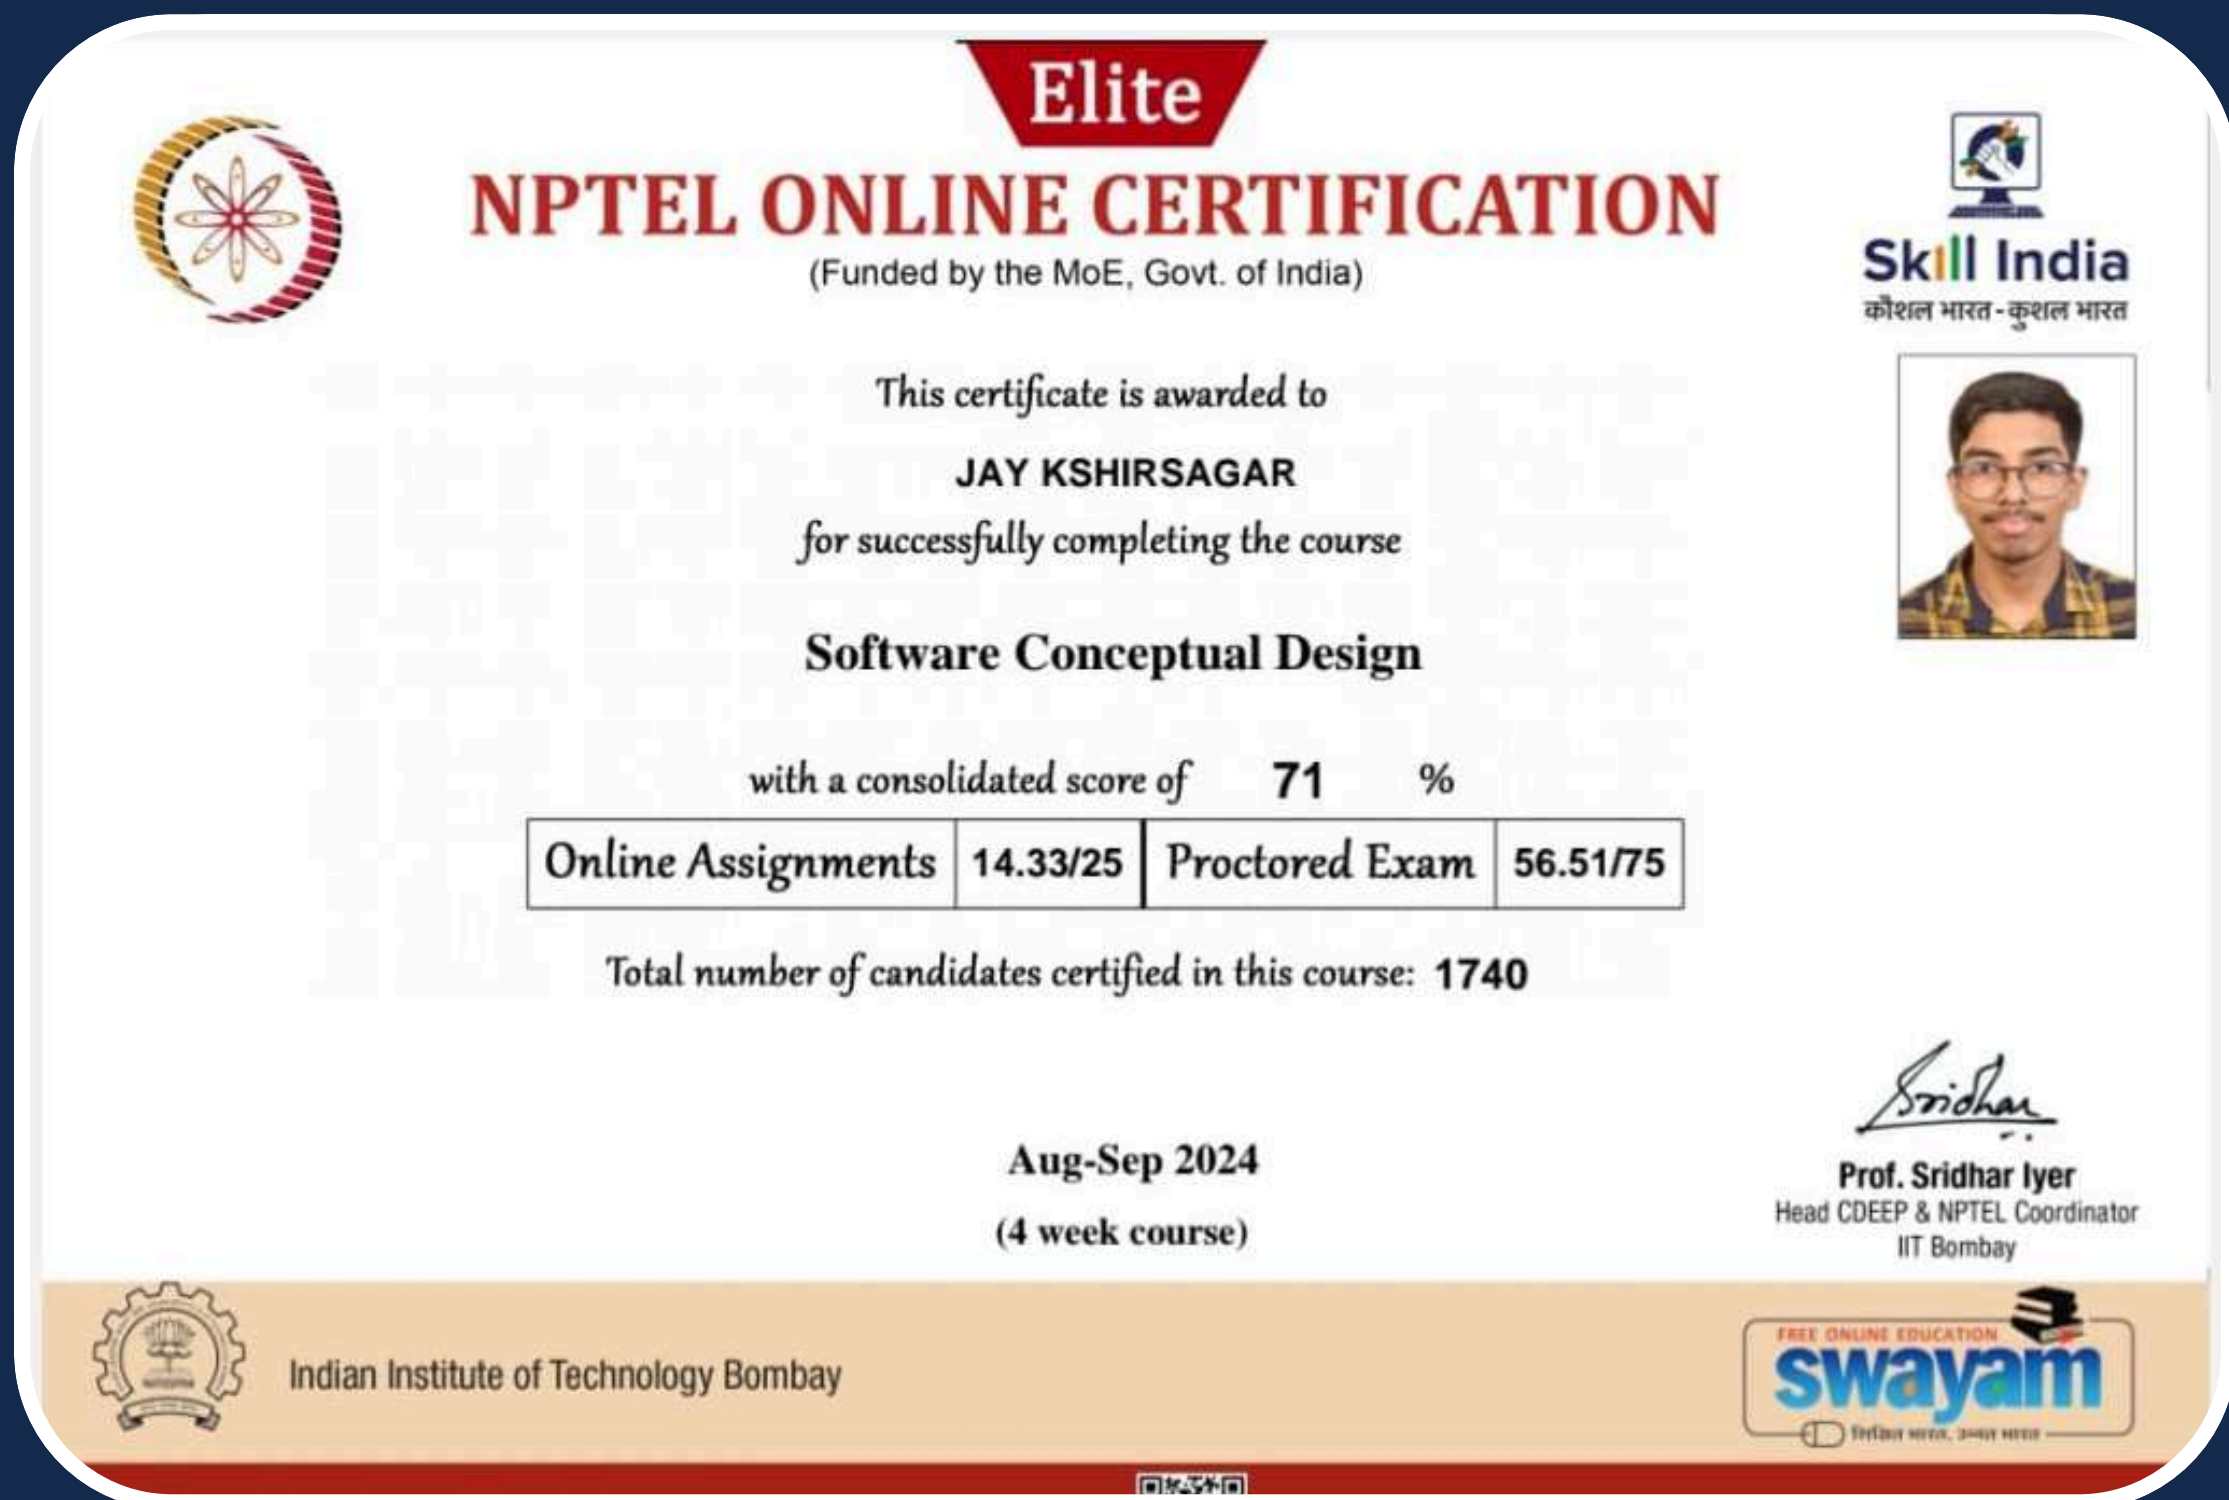 Elite
NPTEL ONLINE CERTIFICATION
(Funded by the MoE, Govt. of India)
Skill India
कौशल भारत - कुशल भारत
This certificate is awarded to
JAY KSHIRSAGAR
for successfully completing the course
Software Conceptual Design
with a consolidated score of 71 %
Online Assignments 14.33/25 Proctored Exam 56.51/75
Total number of candidates certified in this course: 1740
Sridhar
Aug-Sep 2024
(4 week course)
Prof. Sridhar Iyer
Head CDEEP & NPTEL Coordinator
IIT Bombay
Indian Institute of Technology Bombay
FREE ONLINE EDUCATION
swayam